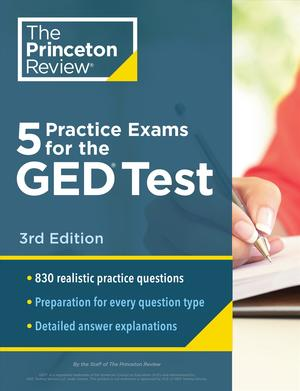 The
Princeton
Review®
5 Practice Exams
for the
GED® Test
3rd Edition
• 830 realistic practice questions
• Preparation for every question type
• Detailed answer explanations
By the Staff of The Princeton Review